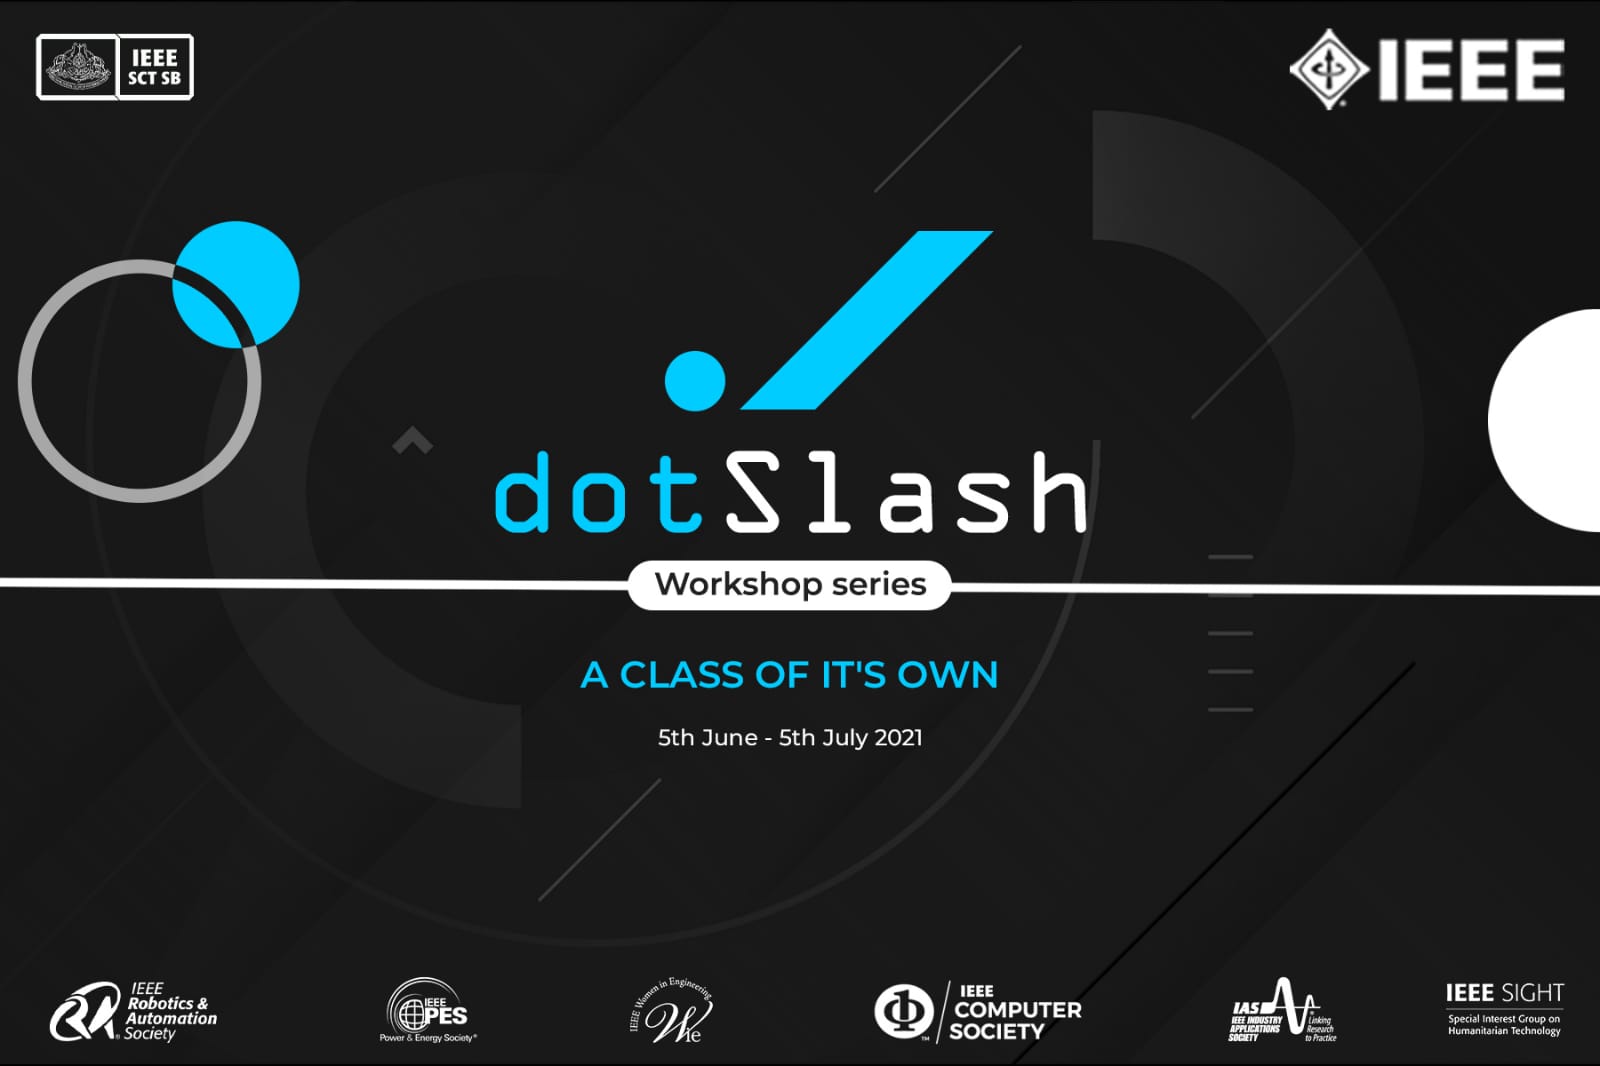 IEEE
SCT SB
IEEE
dotSlash
Workshop series
A CLASS OF IT'S OWN
5th June - 5th July 2021
IEEE
Robotics &
Automation
Society
IEEE
PES
Power & Energy Society®
IEEE Women in Engineering
Wie
IEEE
COMPUTER
SOCIETY
TM
IAS
IEEE INDUSTRY
APPLICATIONS
SOCIETY
Linking
Research
to Practice
IEEE SIGHT
Special Interest Group on
Humanitarian Technology